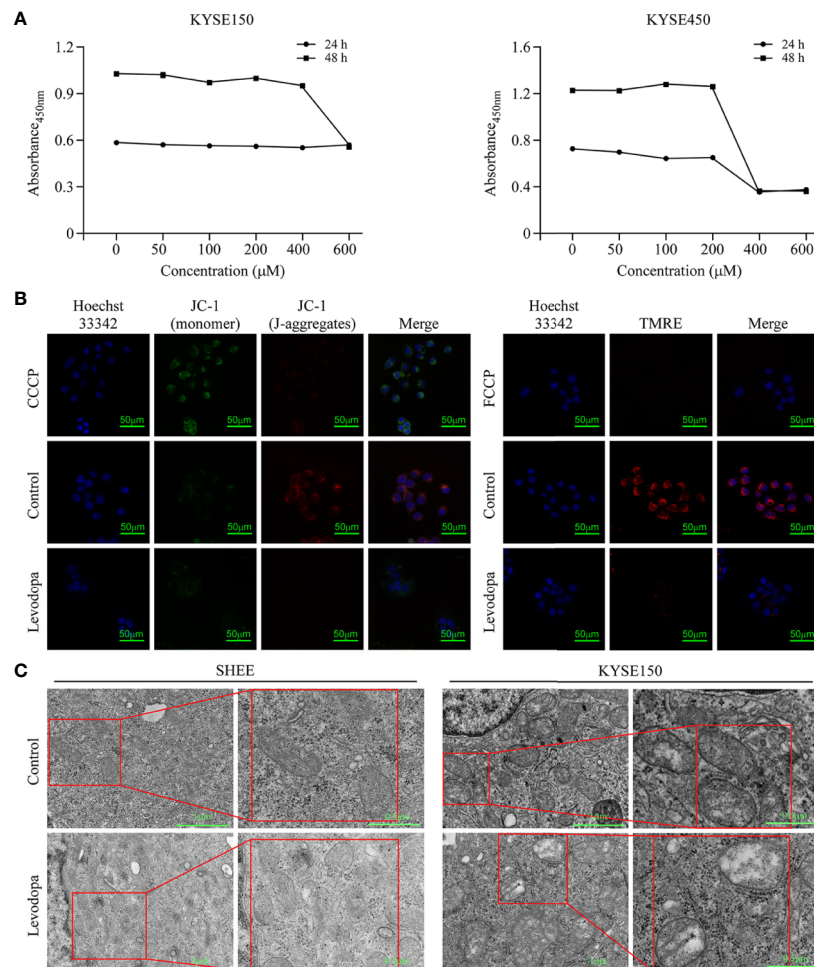 A
KYSE150
24 h
48 h
1.2
0.9
0.6
0.3
0
Absorbance450nm
0 50 100 200 400 600
Concentration (μM)
KYSE450
24 h
48 h
1.6
1.2
0.8
0.4
0
Absorbance450nm
0 50 100 200 400 600
Concentration (μM)
B
Hoechst 33342
JC-1 (monomer)
JC-1 (J-aggregates)
Merge
CCCP
50μm 50μm 50μm 50μm
Control
50μm 50μm 50μm 50μm
Levodopa
50μm 50μm 50μm 50μm
Hoechst 33342
TMRE
Merge
FCCP
50μm 50μm 50μm
Control
50μm 50μm 50μm
Levodopa
50μm 50μm 50μm
C
SHEE
KYSE150
Control
Levodopa